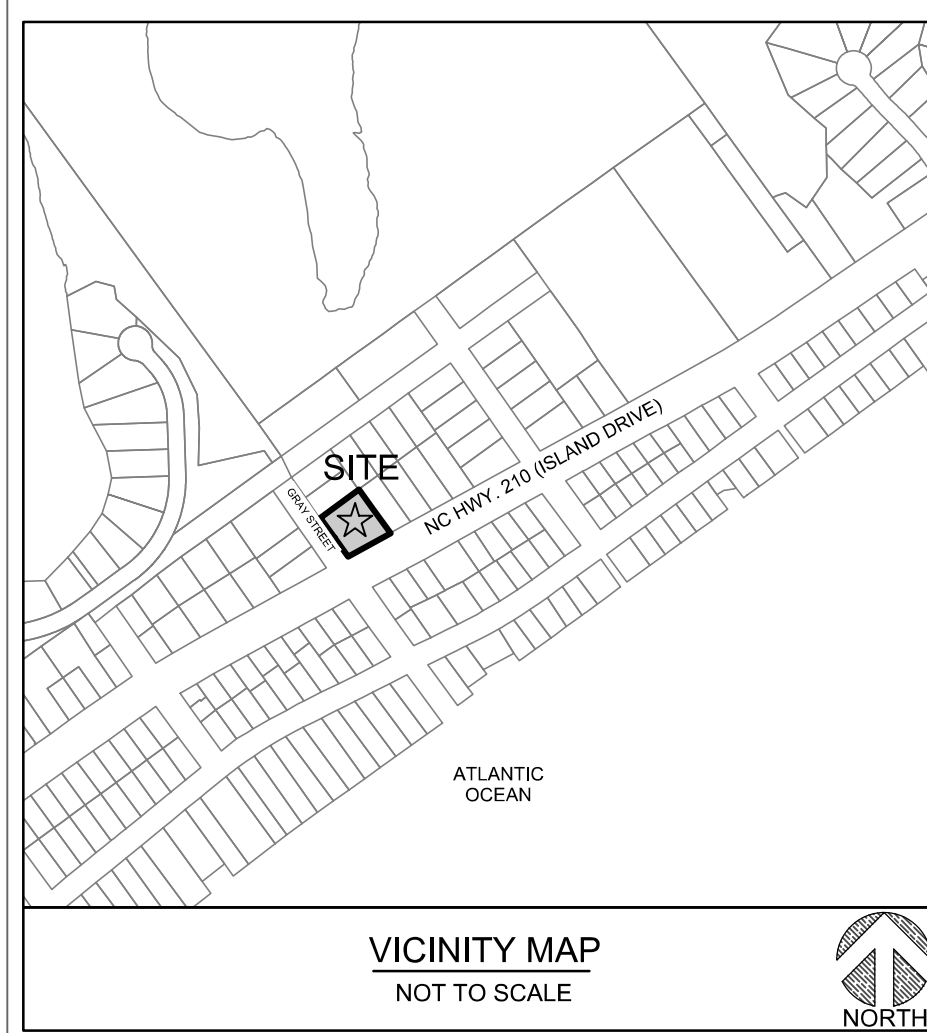 SITE
GRAY STREET
NC HWY. 210 (ISLAND DRIVE)
ATLANTIC
OCEAN
VICINITY MAP
NOT TO SCALE
NORTH